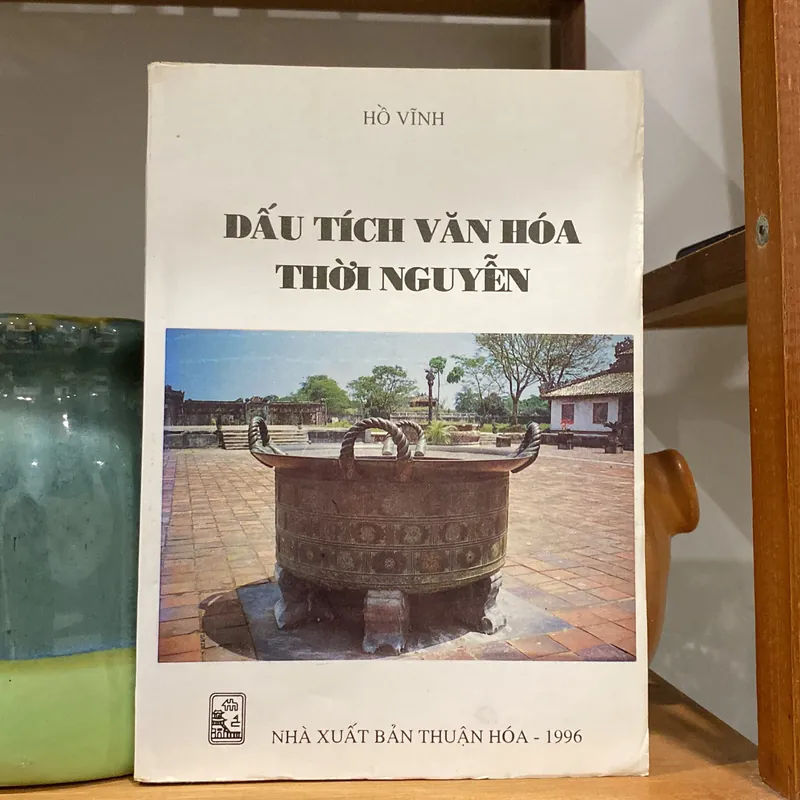 HỒ VĨNH
DẤU TÍCH VĂN HÓA
THỜI NGUYỄN
NHÀ XUẤT BẢN THUẬN HÓA - 1996